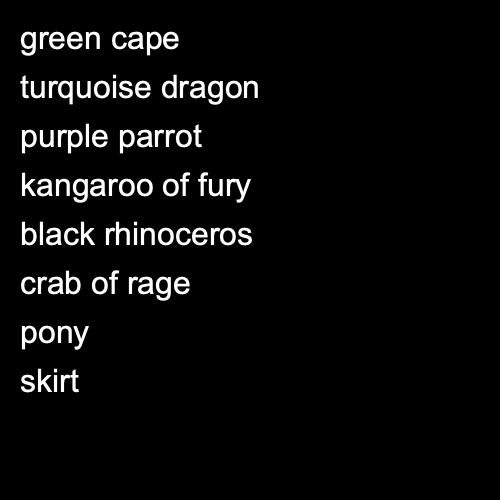 green cape
turquoise dragon
purple parrot
kangaroo of fury
black rhinoceros
crab of rage
pony
skirt